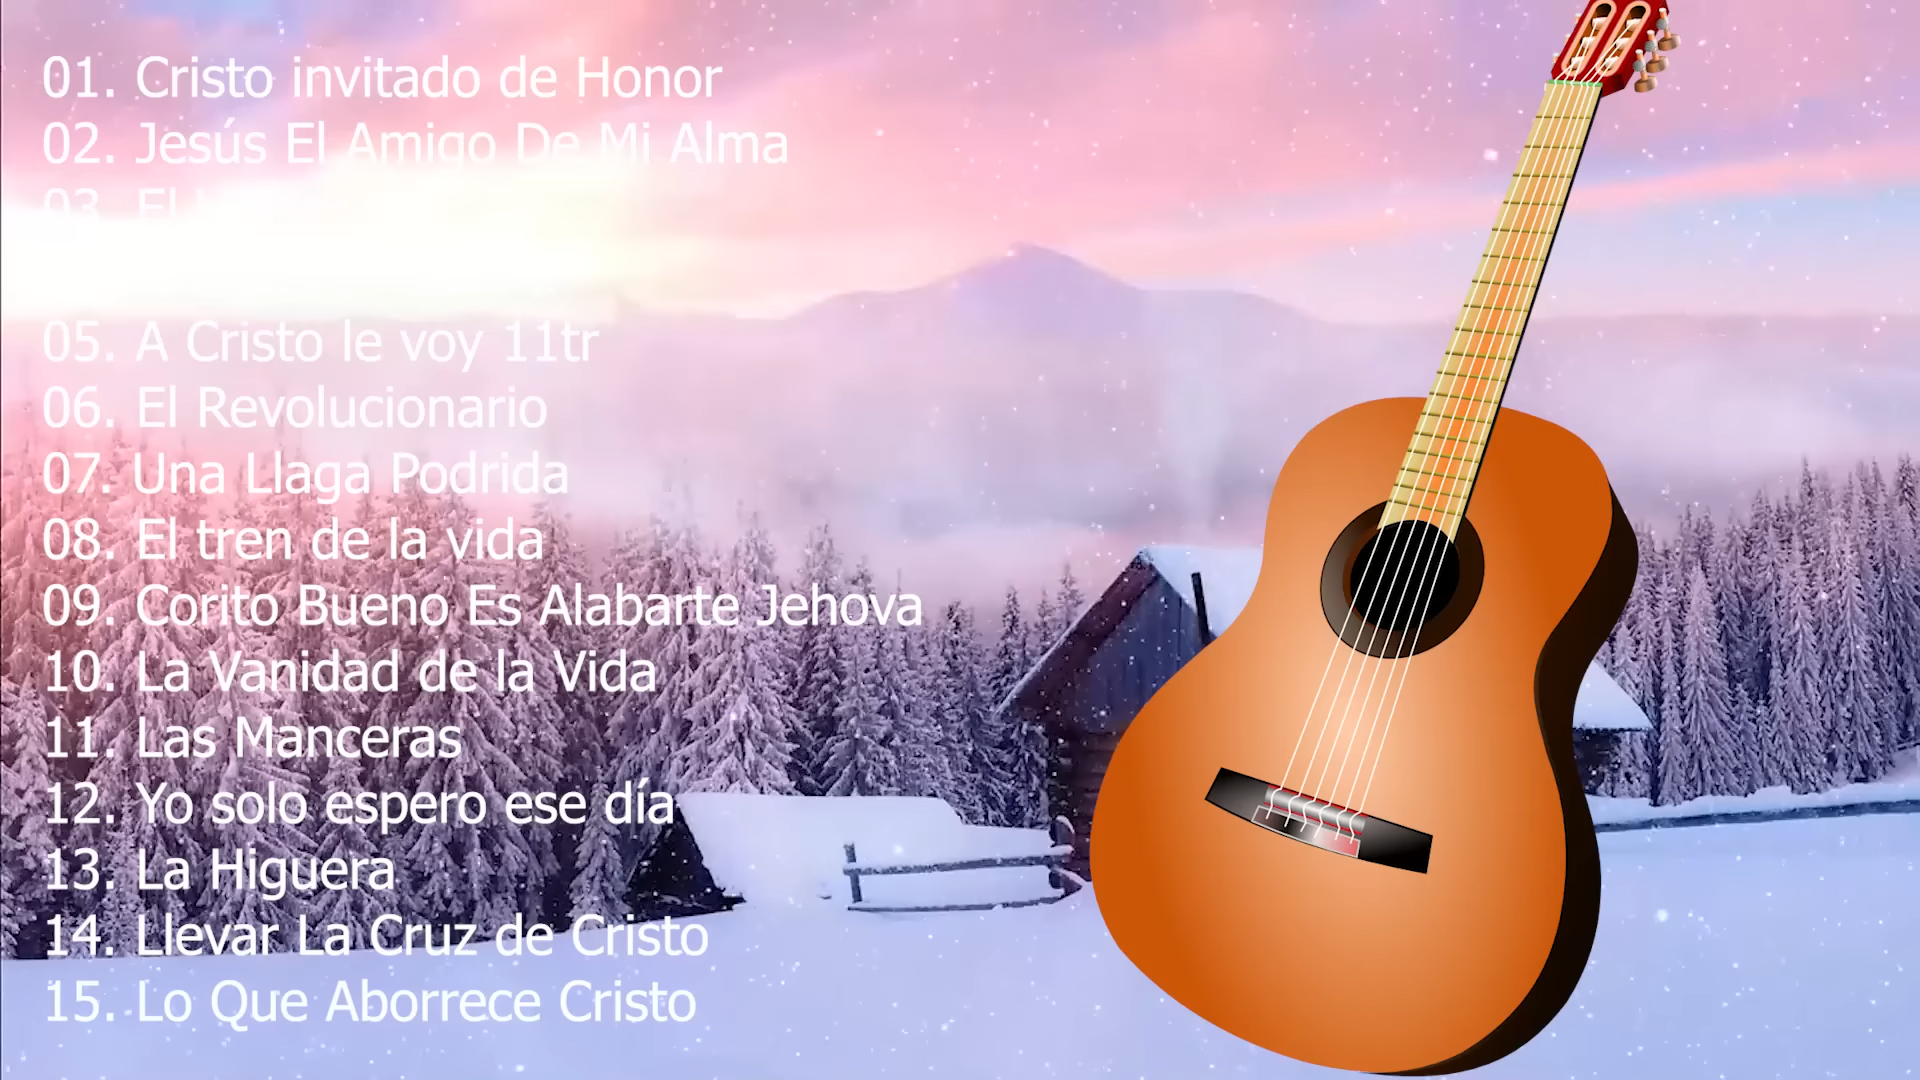 01. Cristo invitado de Honor
02. Jesús El Amigo De Mi Alma
03. El
05. A Cristo le voy 11tr
06. El Revolucionario
07. Una Llaga Podrida
08. El tren de la vida
09. Corito Bueno Es Alabarte Jehova
10. La Vanidad de la Vida
11. Las Manceras
12. Yo solo espero ese día
13. La Higuera
14. Llevar La Cruz de Cristo
15. Lo Que Aborrece Cristo